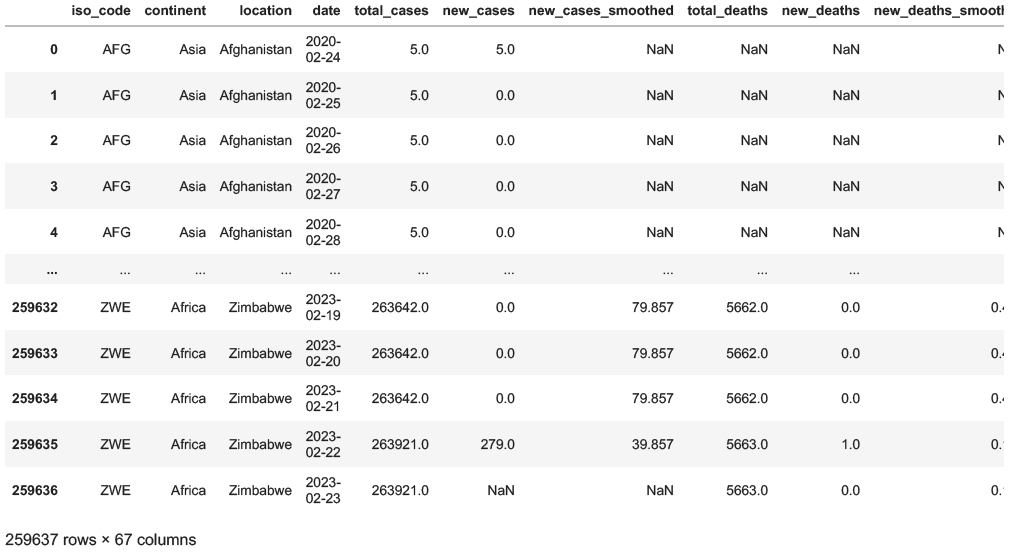 iso_code continent location date total_cases new_cases new_cases_smoothed total_deaths new_deaths new_deaths_smooth
0 AFG Asia Afghanistan 2020-02-24 5.0 5.0 NaN NaN NaN
1 AFG Asia Afghanistan 2020-02-25 5.0 0.0 NaN NaN NaN
2 AFG Asia Afghanistan 2020-02-26 5.0 0.0 NaN NaN NaN
3 AFG Asia Afghanistan 2020-02-27 5.0 0.0 NaN NaN NaN
4 AFG Asia Afghanistan 2020-02-28 5.0 0.0 NaN NaN NaN
... ... ... ... ... ... ... ... ... ...
259632 ZWE Africa Zimbabwe 2023-02-19 263642.0 0.0 79.857 5662.0 0.0 0.
259633 ZWE Africa Zimbabwe 2023-02-20 263642.0 0.0 79.857 5662.0 0.0 0.
259634 ZWE Africa Zimbabwe 2023-02-21 263642.0 0.0 79.857 5662.0 0.0 0.
259635 ZWE Africa Zimbabwe 2023-02-22 263921.0 279.0 39.857 5663.0 1.0 0.
259636 ZWE Africa Zimbabwe 2023-02-23 263921.0 NaN NaN 5663.0 0.0 0.
259637 rows × 67 columns